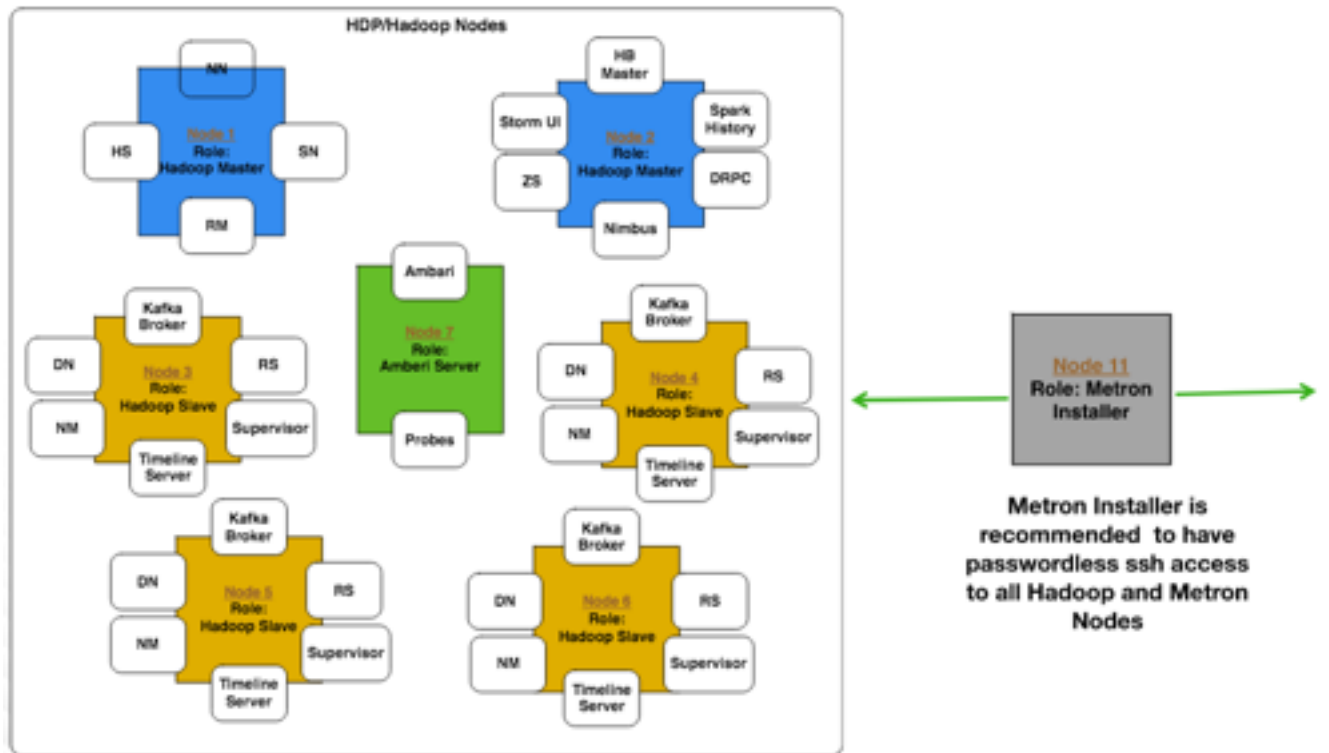 HDP/Hadoop Nodes
NN
HS
Node 1
Role:
Hadoop Master
SN
RM
HB
Master
Storm UI
Spark
History
Node 2
Role:
Hadoop Master
ZS
DRPC
Nimbus
Ambari
Node 7
Role:
Amberi Server
Probes
Kafka
Broker
DN
RS
Node 3
Role:
Hadoop Slave
NM
Supervisor
Timeline
Server
Kafka
Broker
DN
RS
Node 4
Role:
Hadoop Slave
NM
Supervisor
Timeline
Server
Kafka
Broker
DN
RS
Node 5
Role:
Hadoop Slave
NM
Supervisor
Timeline
Server
Kafka
Broker
DN
RS
Node 6
Role:
Hadoop Slave
NM
Supervisor
Timeline
Server
Node 11
Role: Metron
Installer
Metron Installer is
recommended to have
passwordless ssh access
to all Hadoop and Metron
Nodes